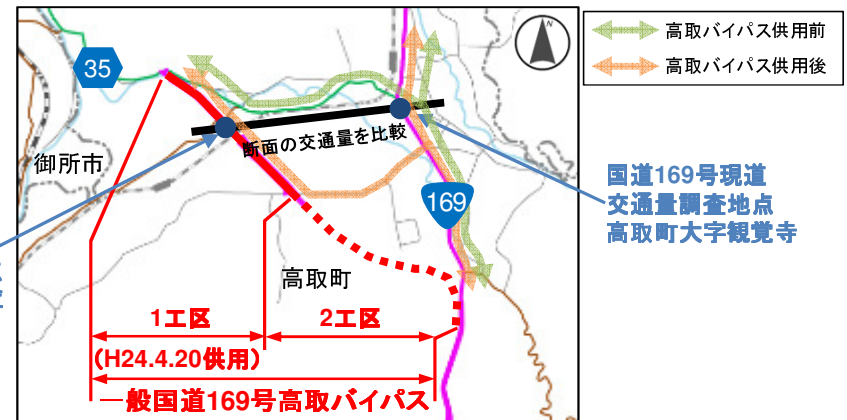 高取バイパス供用前
高取バイパス供用後
N
35
断面の交通量を比較
御所市
169
国道169号現道
交通量調査地点
高取町大字観覚寺
高取町
1工区
2工区
(H24.4.20供用)
一般国道169号高取バイパス